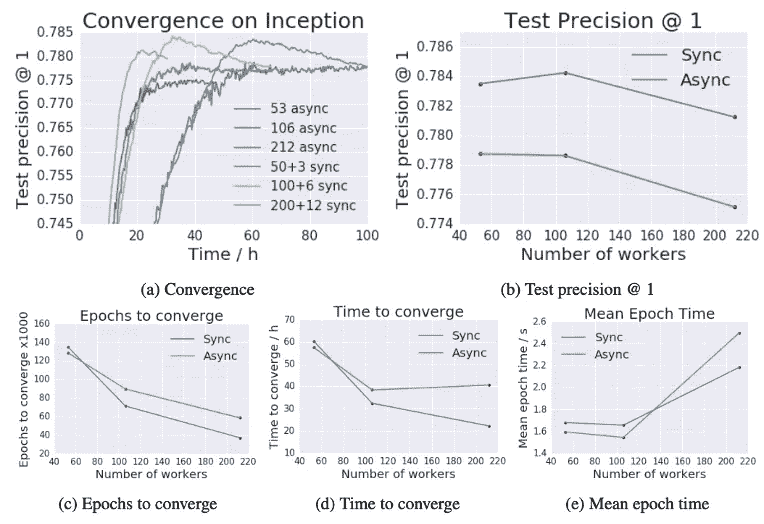 Convergence on Inception
Test precision @ 1
0.785
0.780
0.775
0.770
0.765
0.760
0.755
0.750
0.745
53 async
106 async
212 async
50+3 sync
100+6 sync
200+12 sync
0 20 40 60 80 100
Time / h
(a) Convergence
Test Precision @ 1
Test precision @ 1
0.786
0.784
0.782
0.780
0.778
0.776
0.774
Sync
Async
40 60 80 100 120 140 160 180 200 220
Number of workers
(b) Test precision @ 1
Epochs to converge
Epochs to converge x1000
160
140
120
100
80
60
40
20
Sync
Async
40 60 80 100 120 140 160 180 200 220
Number of workers
(c) Epochs to converge
Time to converge
Time to converge / h
70
60
50
40
30
20
10
Sync
Async
40 60 80 100 120 140 160 180 200 220
Number of workers
(d) Time to converge
Mean Epoch Time
Mean epoch time / s
2.6
2.4
2.2
2.0
1.8
1.6
1.4
Sync
Async
40 60 80 100 120 140 160 180 200 220
Number of workers
(e) Mean epoch time